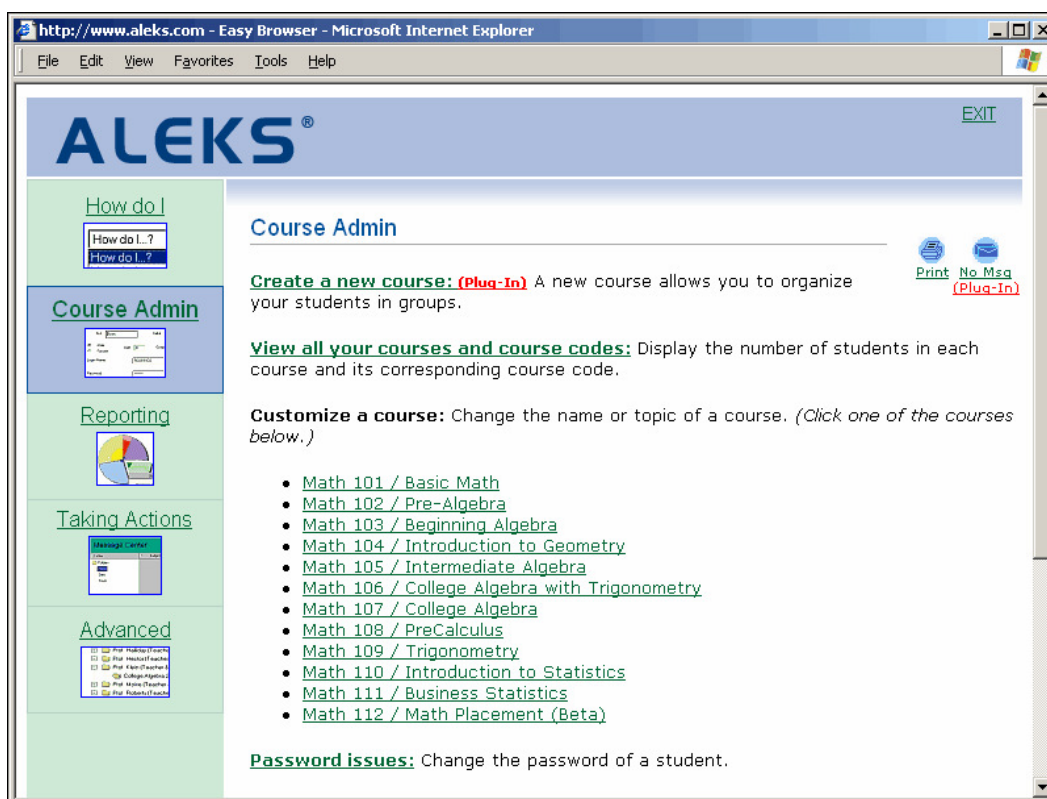 http://www.aleks.com - Easy Browser - Microsoft Internet Explorer
File Edit View Favorites Tools Help
ALEKS®
EXIT
How do I
How do I...?
How do I...?
Course Admin
Reporting
Taking Actions
Message Center
Advanced
Course Admin
Print
No Msg
(Plug-In)
Create a new course: (Plug-In) A new course allows you to organize
your students in groups.
View all your courses and course codes: Display the number of students in each
course and its corresponding course code.
Customize a course: Change the name or topic of a course. (Click one of the courses
below.)
• Math 101 / Basic Math
• Math 102 / Pre-Algebra
• Math 103 / Beginning Algebra
• Math 104 / Introduction to Geometry
• Math 105 / Intermediate Algebra
• Math 106 / College Algebra with Trigonometry
• Math 107 / College Algebra
• Math 108 / PreCalculus
• Math 109 / Trigonometry
• Math 110 / Introduction to Statistics
• Math 111 / Business Statistics
• Math 112 / Math Placement (Beta)
Password issues: Change the password of a student.